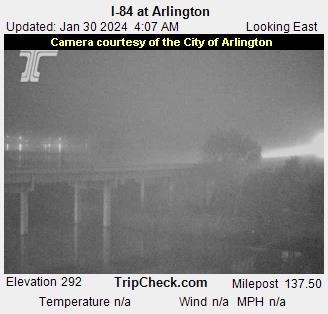 I-84 at Arlington
Updated: Jan 30 2024 4:07 AM Looking East
Camera courtesy of the City of Arlington
Elevation 292 TripCheck.com Milepost 137.50
Temperature n/a Wind n/a MPH n/a